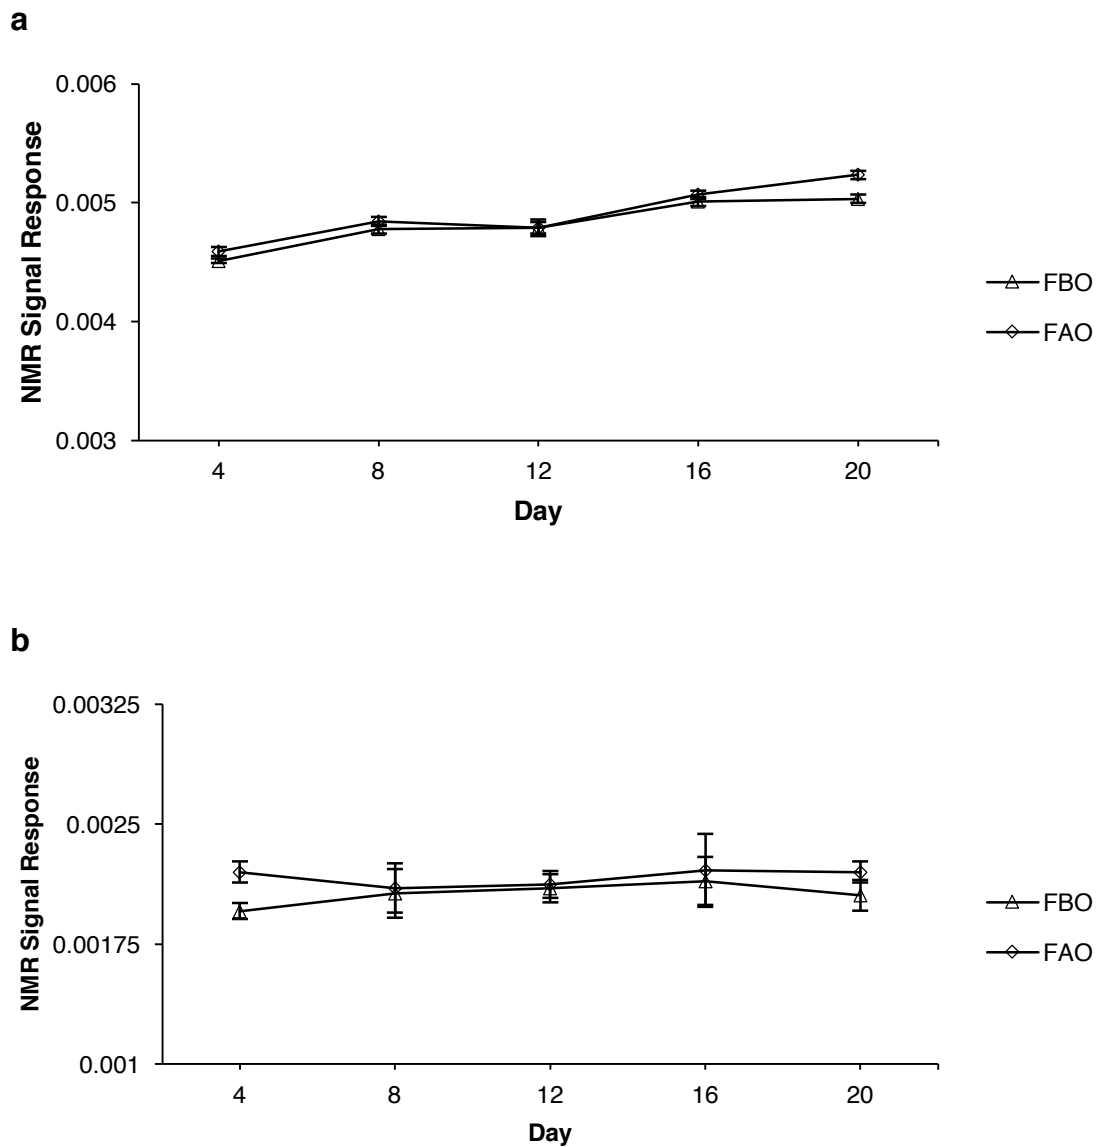 a
NMR Signal Response
0.006
0.005
0.004
0.003
4 8 12 16 20
Day
FBO
FAO
b
NMR Signal Response
0.00325
0.0025
0.00175
0.001
4 8 12 16 20
Day
FBO
FAO